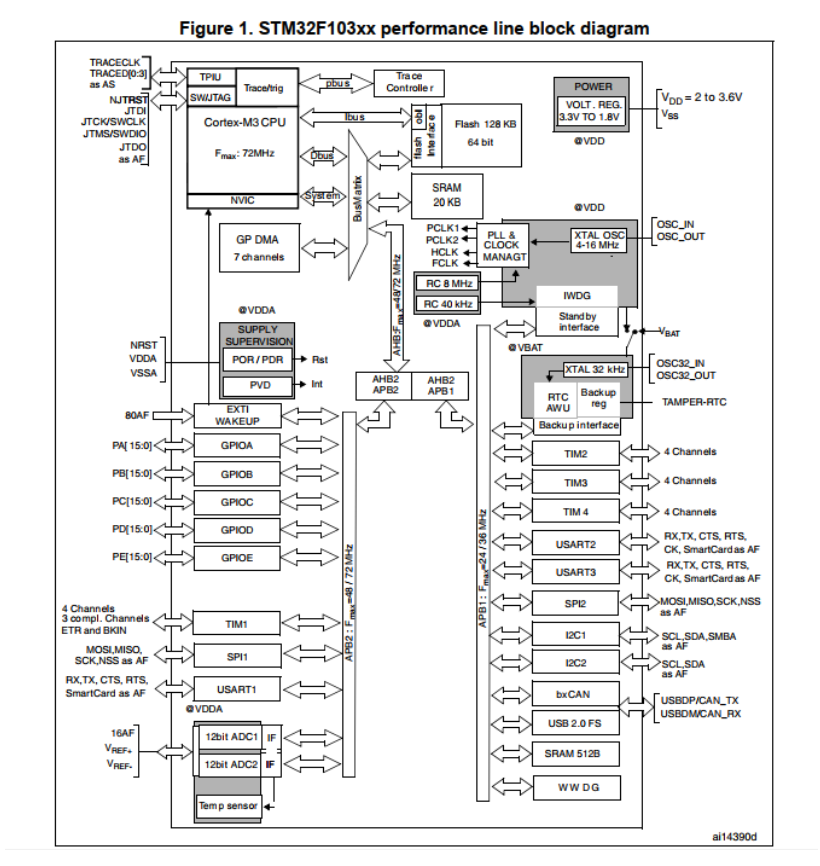 Figure 1. STM32F103xx performance line block diagram
TRACECLK
TRACED[0:3]
as AS
NJTRST
JTDI
JTCK/SWCLK
JTMS/SWDIO
JTDO
as AF
TPIU
SW/JTAG
Trace/trig
Cortex-M3 CPU
Fmax: 72MHz
NVIC
pbus
Trace
Controller
Ibus
Dbus
System
BusMatrix
flash obl
Interface
Flash 128 KB
64 bit
SRAM
20 KB
POWER
VOLT. REG.
3.3V TO 1.8V
@VDD
VDD = 2 to 3.6V
VSS
GP DMA
7 channels
AHB:Fmax=48/72 MHz
PCLK1
PCLK2
HCLK
FCLK
PLL &
CLOCK
MANAGT
@VDD
XTAL OSC
4-16 MHz
OSC_IN
OSC_OUT
RC 8 MHz
RC 40 kHz
@VDDA
IWDG
Standby
interface
VBAT
@VBAT
@VDDA
SUPPLY
SUPERVISION
POR / PDR
Rst
PVD
Int
NRST
VDDA
VSSA
AHB2
APB2
AHB2
APB1
XTAL 32 kHz
OSC32_IN
OSC32_OUT
RTC
AWU
Backup
reg
TAMPER-RTC
Backup interface
80AF
EXTI
WAKEUP
PA[15:0]
GPIOA
PB[15:0]
GPIOB
PC[15:0]
GPIOC
PD[15:0]
GPIOD
PE[15:0]
GPIOE
4 Channels
3 compl. Channels
ETR and BKIN
TIM1
MOSI,MISO,
SCK,NSS as AF
SPI1
RX,TX, CTS, RTS,
SmartCard as AF
USART1
@VDDA
16AF
VREF+
VREF-
12bit ADC1
IF
12bit ADC2
IF
Temp sensor
APB2 : Fmax=48 / 72 MHz
APB1 : Fmax=24 / 36 MHz
TIM2
4 Channels
TIM3
4 Channels
TIM 4
4 Channels
USART2
RX,TX, CTS, RTS,
CK, SmartCard as AF
USART3
RX,TX, CTS, RTS,
CK, SmartCard as AF
SPI2
MOSI,MISO,SCK,NSS
as AF
I2C1
SCL,SDA,SMBA
as AF
I2C2
SCL,SDA
as AF
bxCAN
USBDP/CAN_TX
USBDM/CAN_RX
USB 2.0 FS
SRAM 512B
WWDG
ai14390d